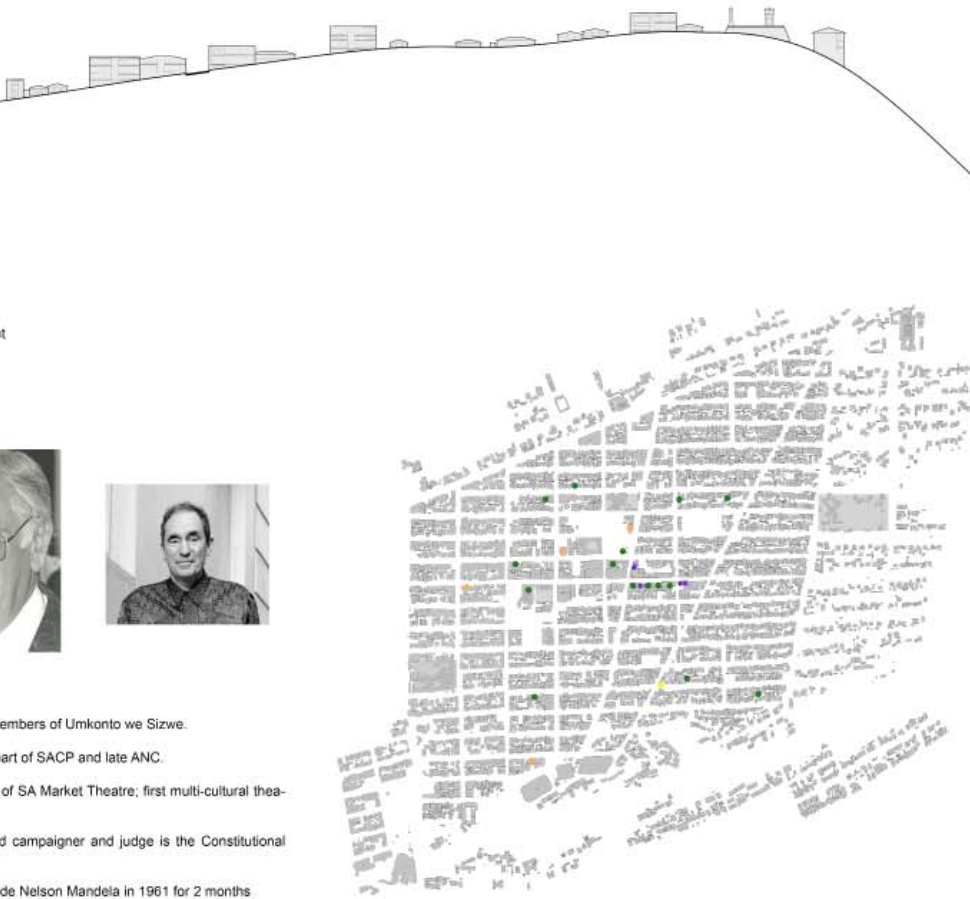 t
embers of Umkonto we Sizwe.
art of SACP and late ANC.
of SA Market Theatre; first multi-cultural thea-
d campaigner and judge is the Constitutional
de Nelson Mandela in 1961 for 2 months